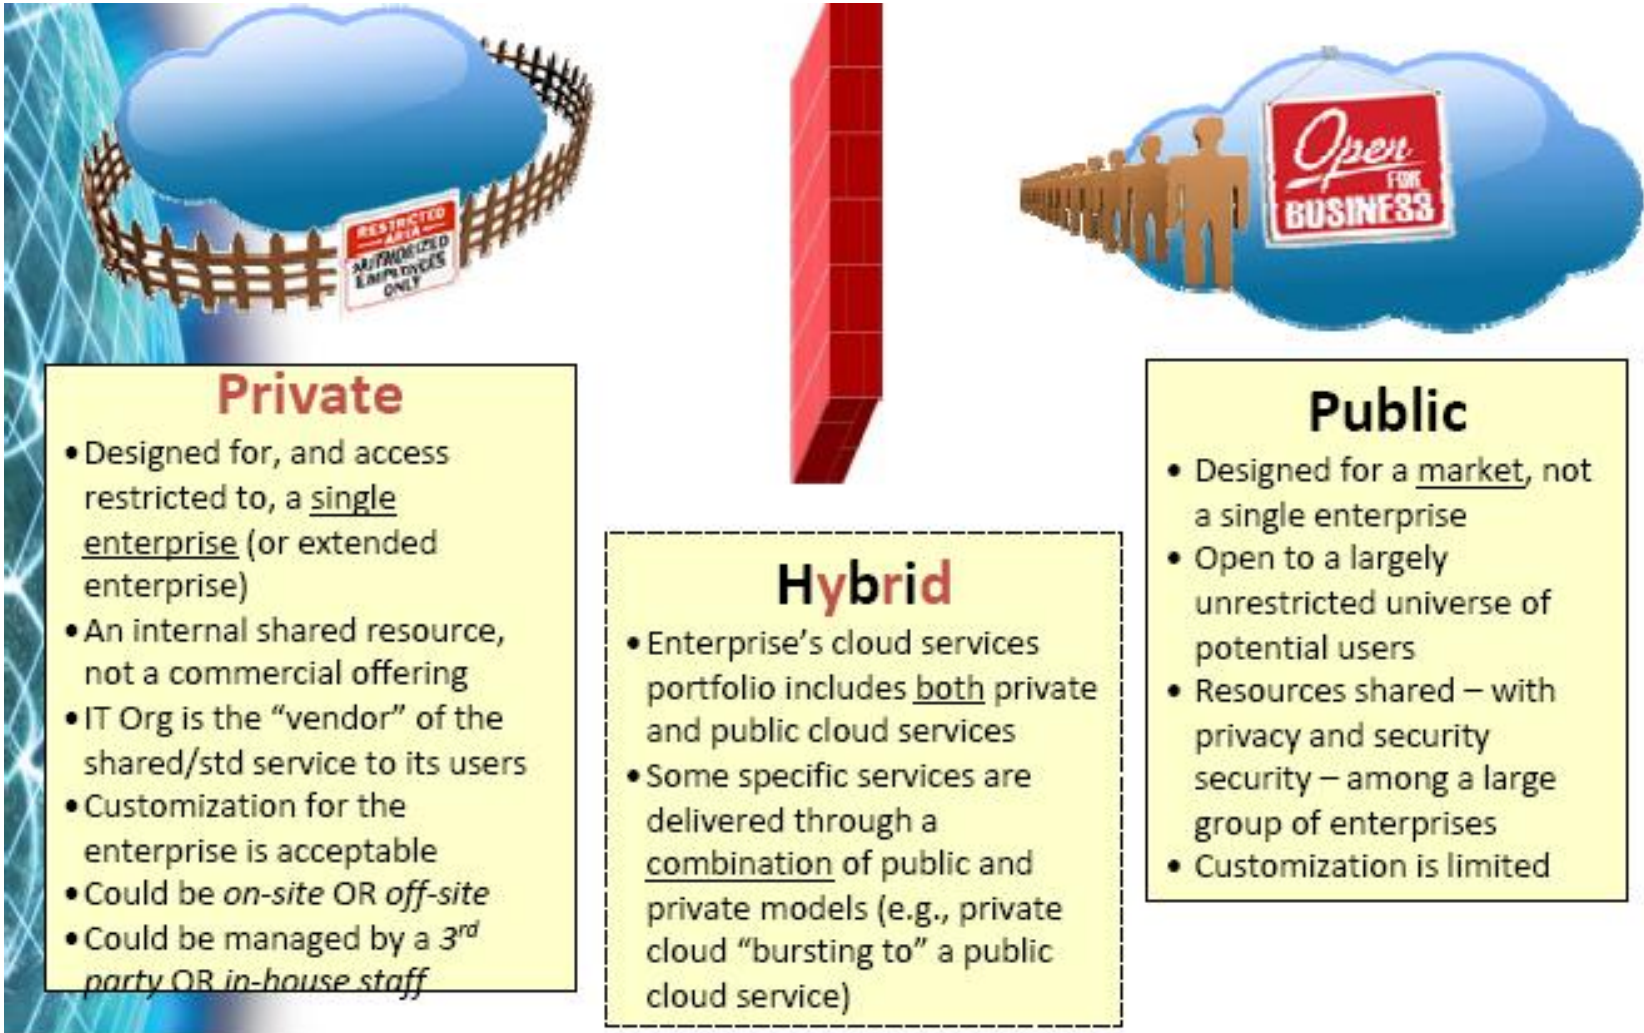 RESTRICTED
AREA
AUTHORIZED
EMPLOYEES
ONLY
Open
FOR
BUSINESS
Private
•Designed for, and access
restricted to, a single
enterprise (or extended
enterprise)
•An internal shared resource,
not a commercial offering
•IT Org is the “vendor” of the
shared/std service to its users
•Customization for the
enterprise is acceptable
•Could be on-site OR off-site
•Could be managed by a 3rd
party OR in-house staff
Hybrid
•Enterprise’s cloud services
portfolio includes both private
and public cloud services
•Some specific services are
delivered through a
combination of public and
private models (e.g., private
cloud “bursting to” a public
cloud service)
Public
• Designed for a market, not
a single enterprise
• Open to a largely
unrestricted universe of
potential users
• Resources shared – with
privacy and security
security – among a large
group of enterprises
• Customization is limited